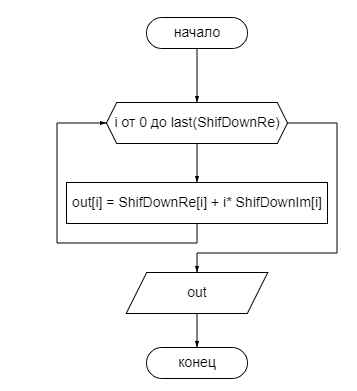 начало
i от 0 до last(ShifDownRe)
out[i] = ShifDownRe[i] + i* ShifDownIm[i]
out
конец